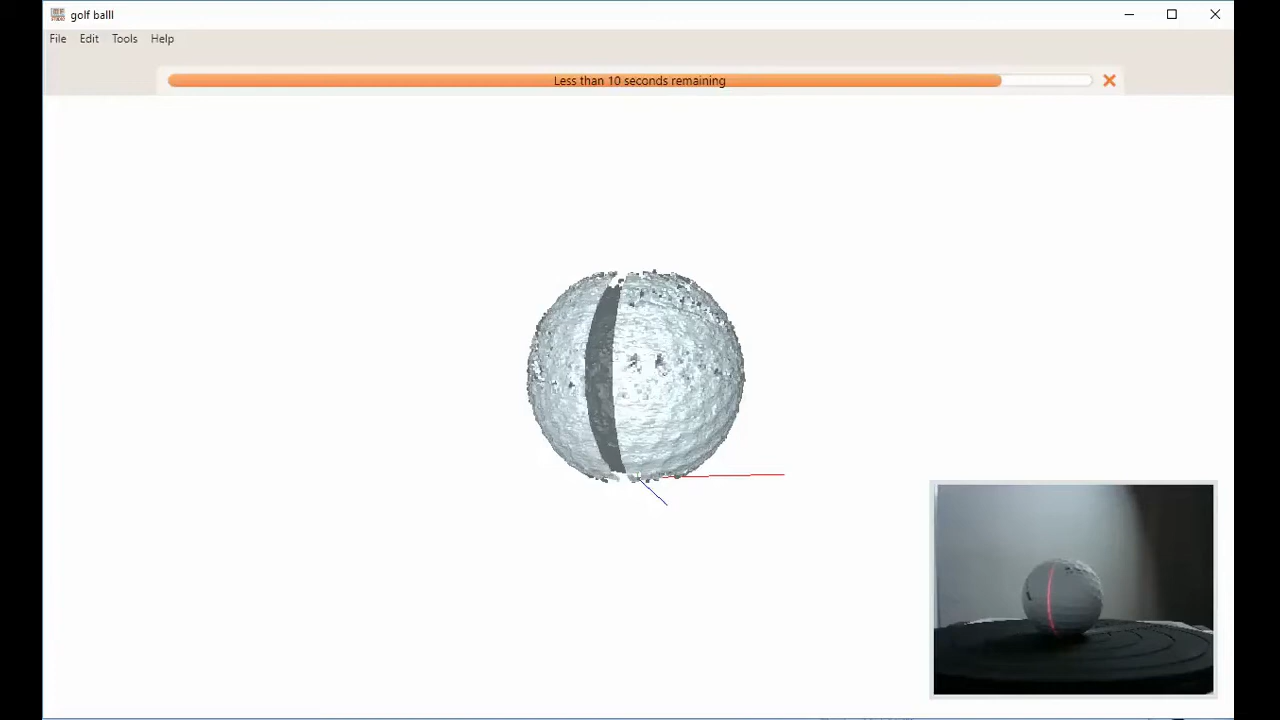 golf balll
File Edit Tools Help
Less than 10 seconds remaining